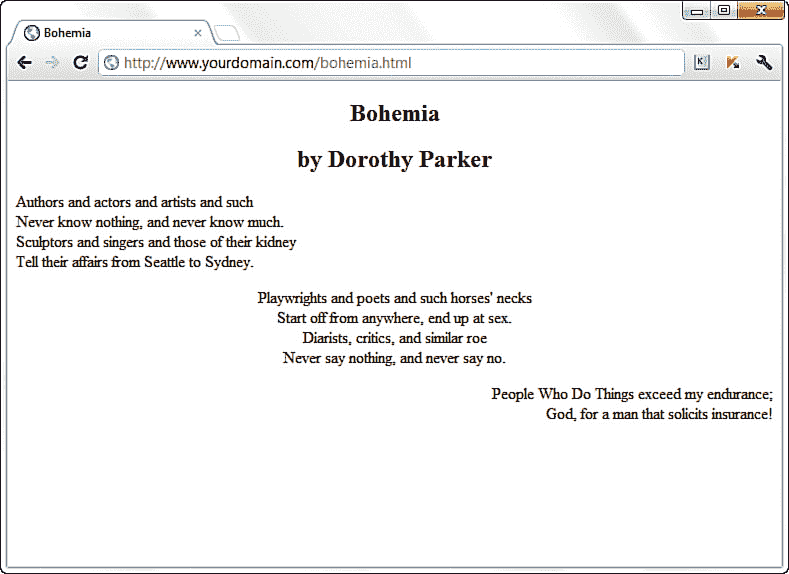 Bohemia
http://www.yourdomain.com/bohemia.html
Bohemia
by Dorothy Parker
Authors and actors and artists and such
Never know nothing, and never know much.
Sculptors and singers and those of their kidney
Tell their affairs from Seattle to Sydney.
Playwrights and poets and such horses' necks
Start off from anywhere, end up at sex.
Diarists, critics, and similar roe
Never say nothing, and never say no.
People Who Do Things exceed my endurance;
God, for a man that solicits insurance!